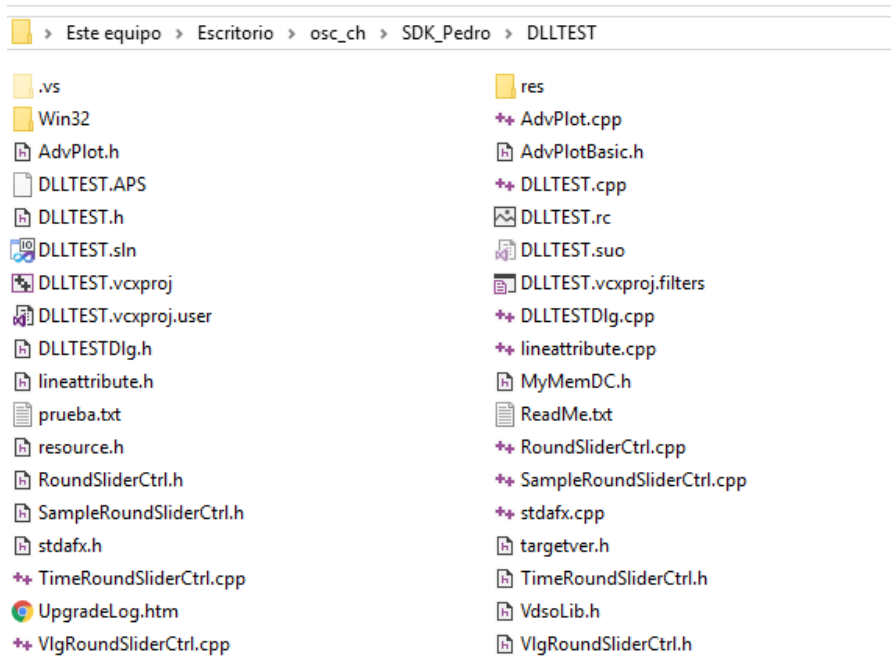 Este equipo > Escritorio > osc_ch > SDK_Pedro > DLLTEST
.vs
res
Win32
AdvPlot.cpp
AdvPlot.h
AdvPlotBasic.h
DLLTEST.APS
DLLTEST.cpp
DLLTEST.h
DLLTEST.rc
DLLTEST.sln
DLLTEST.suo
DLLTEST.vcxproj
DLLTEST.vcxproj.filters
DLLTEST.vcxproj.user
DLLTESTDlg.cpp
DLLTESTDlg.h
lineattribute.cpp
lineattribute.h
MyMemDC.h
prueba.txt
ReadMe.txt
resource.h
RoundSliderCtrl.cpp
RoundSliderCtrl.h
SampleRoundSliderCtrl.cpp
SampleRoundSliderCtrl.h
stdafx.cpp
stdafx.h
targetver.h
TimeRoundSliderCtrl.cpp
TimeRoundSliderCtrl.h
UpgradeLog.htm
VdsoLib.h
VlgRoundSliderCtrl.cpp
VlgRoundSliderCtrl.h